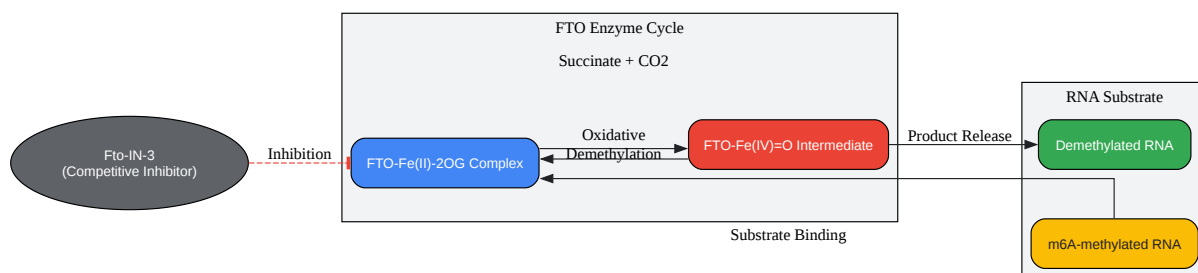 FTO Enzyme Cycle
Succinate + CO2
RNA Substrate
Fto-IN-3
(Competitive Inhibitor)
Inhibition
FTO-Fe(II)-2OG Complex
Oxidative
Demethylation
FTO-Fe(IV)=O Intermediate
Product Release
Demethylated RNA
Substrate Binding
m6A-methylated RNA